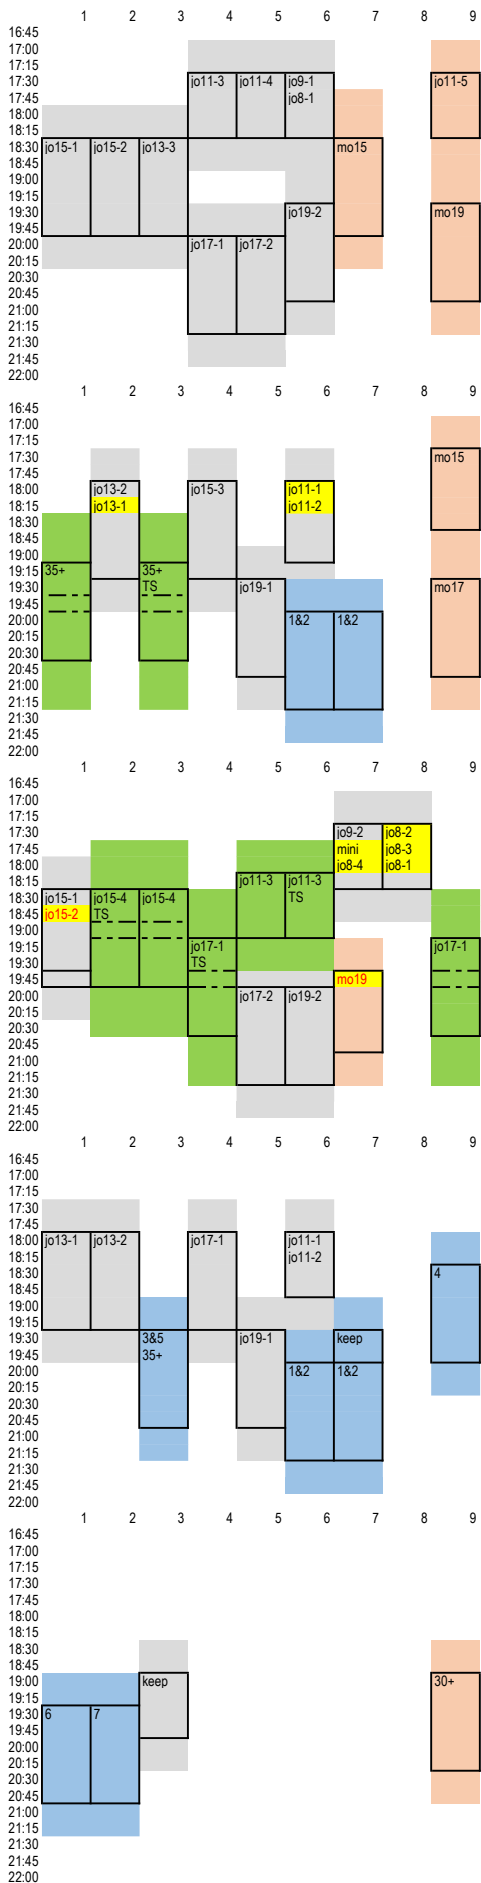 1 2 3 4 5 6 7 8 9
16:45
17:00
17:15
17:30 jo11-3 jo11-4 jo9-1 jo11-5
17:45 jo8-1
18:00
18:15
18:30 jo15-1 jo15-2 jo13-3 mo15
18:45
19:00
19:15
19:30 jo19-2 mo19
19:45
20:00 jo17-1 jo17-2
20:15
20:30
20:45
21:00
21:15
21:30
21:45
22:00
1 2 3 4 5 6 7 8 9
16:45
17:00
17:15
17:30 mo15
17:45
18:00 jo13-2 jo15-3 jo11-1
18:15 jo13-1 jo11-2
18:30
18:45
19:00
19:15 35+ 35+
19:30 TS jo19-1 mo17
19:45
20:00 1&2 1&2
20:15
20:30
20:45
21:00
21:15
21:30
21:45
22:00
1 2 3 4 5 6 7 8 9
16:45
17:00
17:15
17:30 jo9-2 jo8-2
17:45 mini jo8-3
18:00 jo8-4 jo8-1
18:15 jo11-3 jo11-3
18:30 jo15-1 jo15-4 jo15-4 TS
18:45 jo15-2 TS
19:00
19:15 jo17-1 jo17-1
19:30 TS
19:45 mo19
20:00 jo17-2 jo19-2
20:15
20:30
20:45
21:00
21:15
21:30
21:45
22:00
1 2 3 4 5 6 7 8 9
16:45
17:00
17:15
17:30
17:45
18:00 jo13-1 jo13-2 jo17-1 jo11-1
18:15 jo11-2
18:30 4
18:45
19:00
19:15
19:30 3&5 jo19-1 keep
19:45 35+
20:00 1&2 1&2
20:15
20:30
20:45
21:00
21:15
21:30
21:45
22:00
1 2 3 4 5 6 7 8 9
16:45
17:00
17:15
17:30
17:45
18:00
18:15
18:30
18:45
19:00 keep 30+
19:15
19:30 6 7
19:45
20:00
20:15
20:30
20:45
21:00
21:15
21:30
21:45
22:00